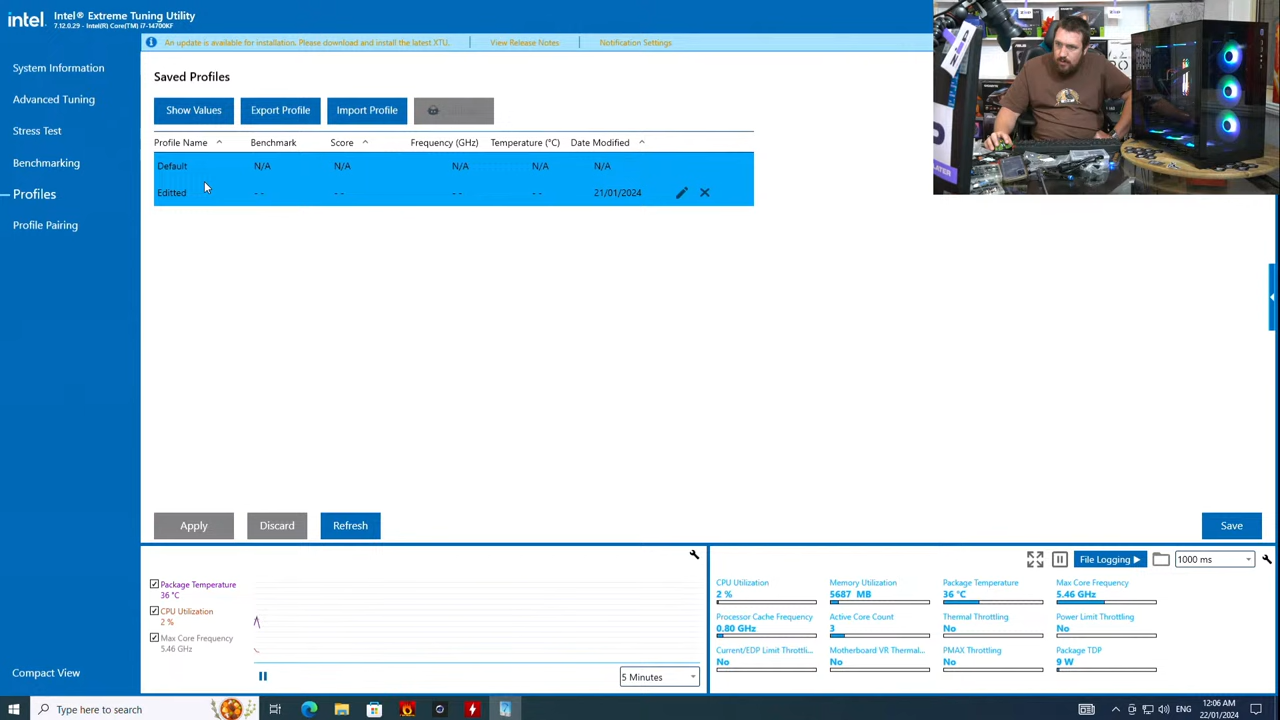 intel
Intel® Extreme Tuning Utility
7.12.0.29 - Intel(R) Core(TM) i7-14700KF
An update is available for installation. Please download and install the latest XTU.
View Release Notes
Notification Settings
System Information
Advanced Tuning
Stress Test
Benchmarking
Profiles
Profile Pairing
Compact View
Saved Profiles
Show Values
Export Profile
Import Profile
Profile Name Benchmark Score Frequency (GHz) Temperature (°C) Date Modified
Default N/A N/A N/A N/A N/A
Editted -- -- -- -- 21/01/2024
Apply
Discard
Refresh
Save
Package Temperature
36 °C
CPU Utilization
2 %
Max Core Frequency
5.46 GHz
5 Minutes
File Logging
1000 ms
CPU Utilization Memory Utilization Package Temperature Max Core Frequency
2 % 5687 MB 36 °C 5.46 GHz
Processor Cache Frequency Active Core Count Thermal Throttling Power Limit Throttling
0.80 GHz 3 No No
Current/EDP Limit Throttli... Motherboard VR Thermal... PMAX Throttling Package TDP
No No No 9 W
Type here to search
ENG
12:06 AM
22/01/2024